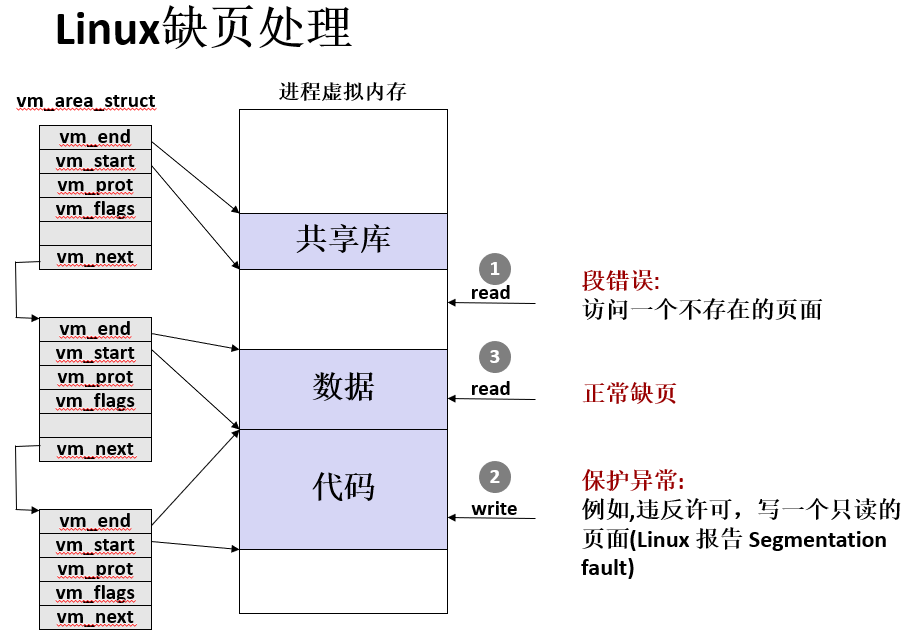 Linux缺页处理
vm_area_struct
进程虚拟内存
vm_end
vm_start
vm_prot
vm_flags
vm_next
vm_end
vm_start
vm_prot
vm_flags
vm_next
vm_end
vm_start
vm_prot
vm_flags
vm_next
共享库
数据
代码
1
read
段错误:
访问一个不存在的页面
3
read
正常缺页
2
write
保护异常:
例如,违反许可，写一个只读的
页面(Linux 报告 Segmentation
fault)